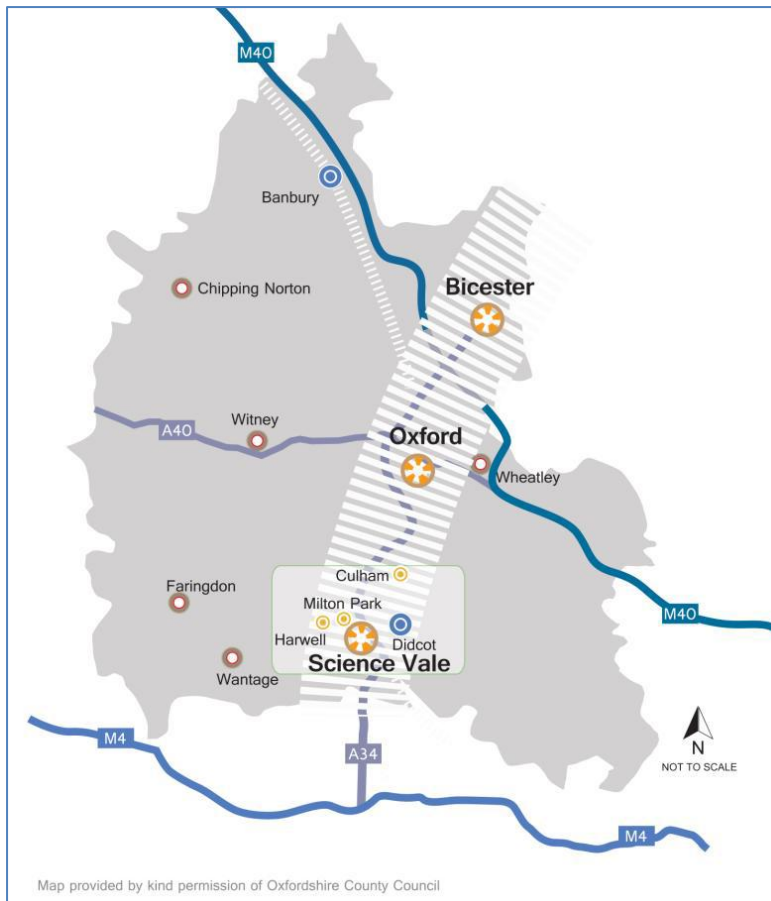 M40
Banbury
Chipping Norton
Bicester
Witney
A40
Oxford
Wheatley
Culham
Faringdon
Milton Park
Harwell
Didcot
Science Vale
Wantage
M40
M4
A34
N
NOT TO SCALE
M4
Map provided by kind permission of Oxfordshire County Council